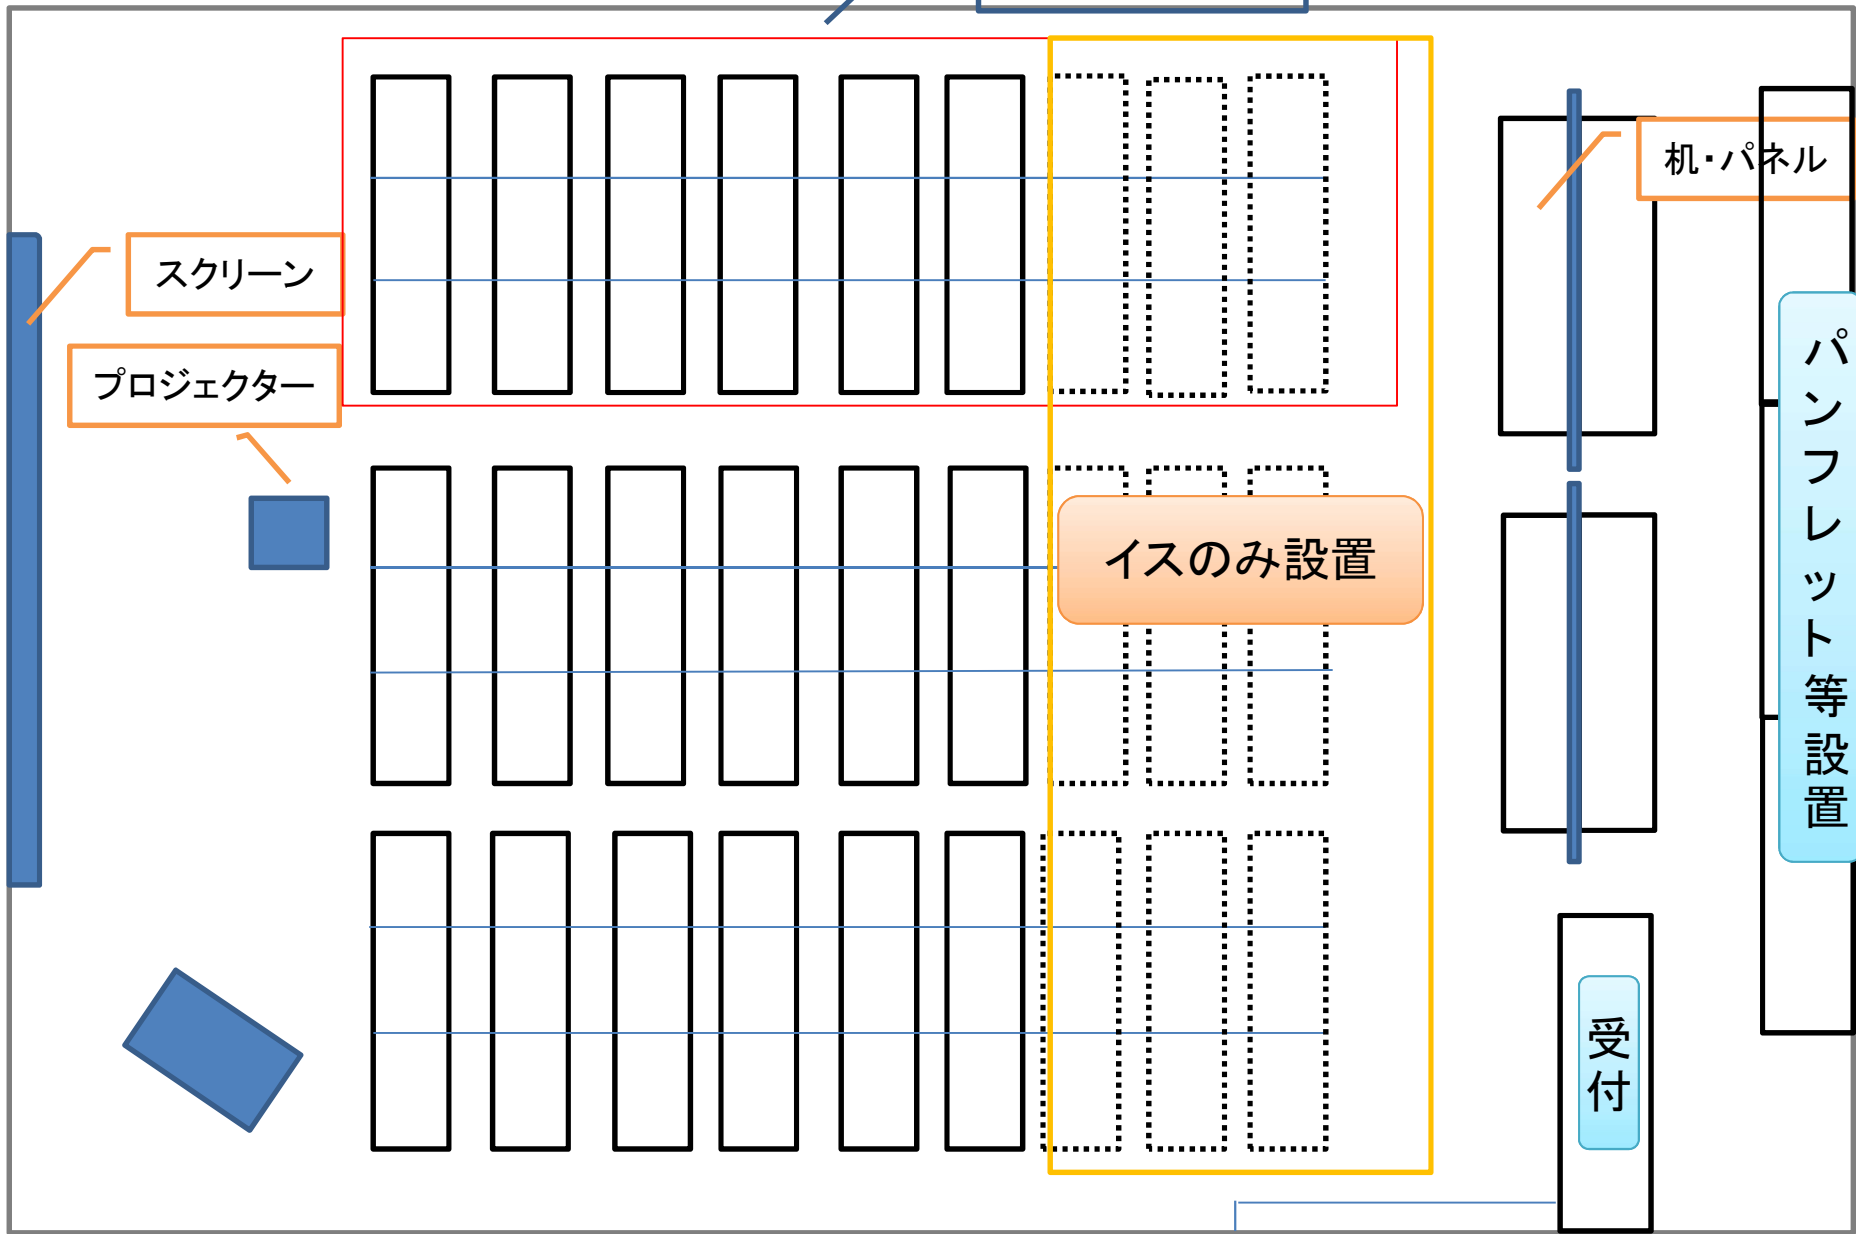 机・パネル
スクリーン
プロジェクター
イスのみ設置
パンフレット等設置
受付